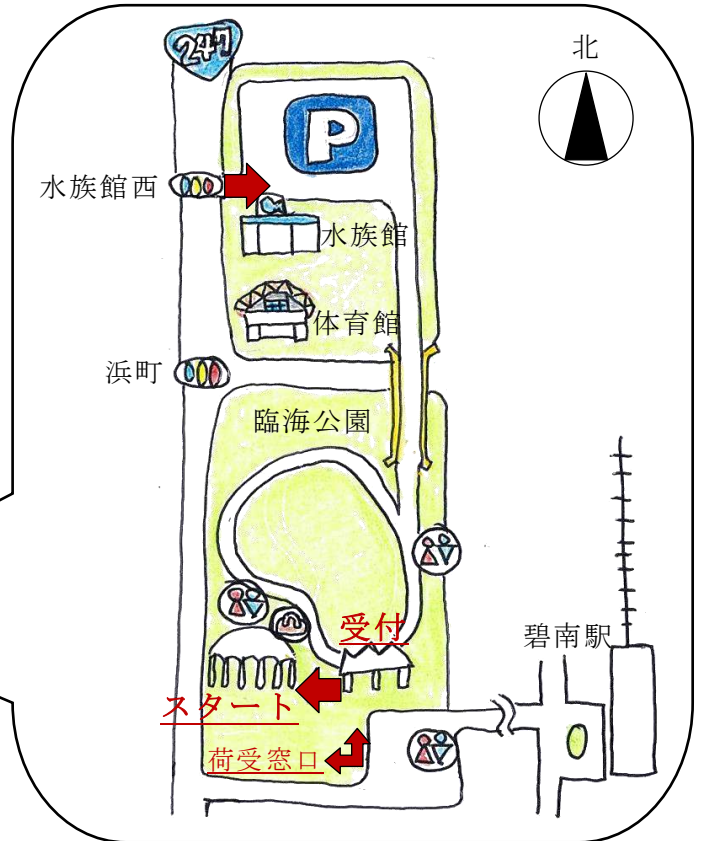 247
北
P
水族館西
水族館
体育館
浜町
臨海公園
受付
碧南駅
スタート
荷受窓口